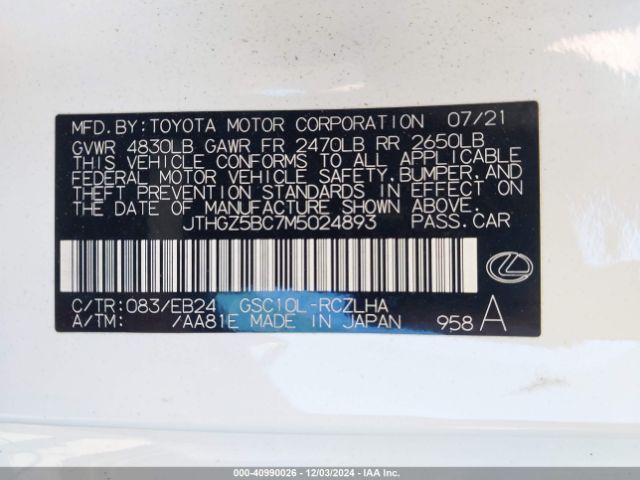 MFD. BY: TOYOTA MOTOR CORPORATION 07/21
GVWR 4830LB GAWR FR 2470LB RR 2650LB
THIS VEHICLE CONFORMS TO ALL APPLICABLE
FEDERAL MOTOR VEHICLE SAFETY, BUMPER, AND
THEFT PREVENTION STANDARDS IN EFFECT ON
THE DATE OF MANUFACTURE SHOWN ABOVE.
JTHGZ5BC7M5024893 PASS. CAR
C/TR: 083/EB24 GSC10L-RCZLHA
A/TM: /AA81E MADE IN JAPAN 958 A
© - 40990026 - 12/03/2024 - IAA Inc.